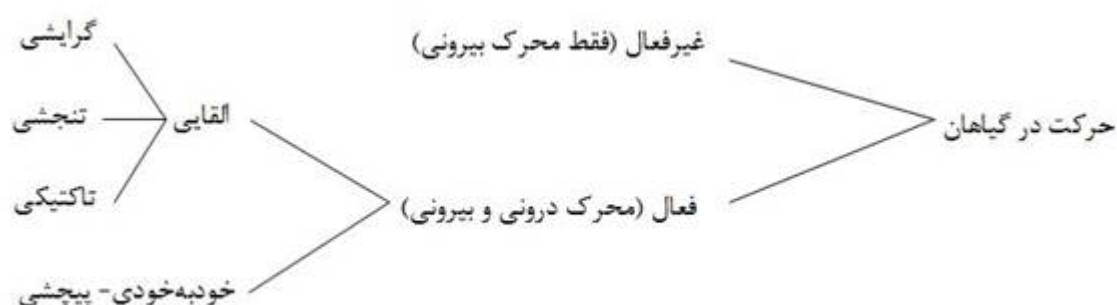 حرکت در گیاهان
غیرفعال (فقط محرک بیرونی)
فعال (محرک درونی و بیرونی)
القایی
گرایشی
تنجشی
تاکتیکی
خودبه‌خودی- پیچشی